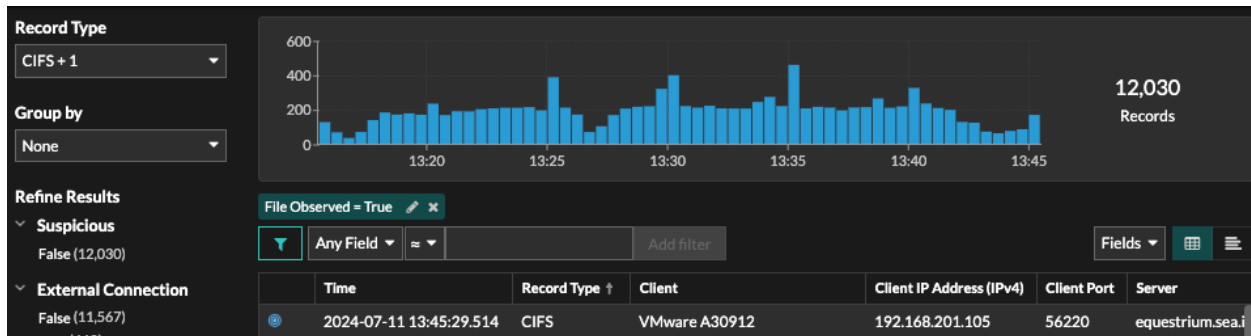 Record Type
CIFS + 1
Group by
None
Refine Results
Suspicious
False (12,030)
External Connection
False (11,567)
600
400
200
0
13:20 13:25 13:30 13:35 13:40 13:45
12,030
Records
File Observed = True
Any Field ≈ Add filter Fields
Time Record Type ↑ Client Client IP Address (IPv4) Client Port Server
2024-07-11 13:45:29.514 CIFS VMware A30912 192.168.201.105 56220 equestrium.sea.i